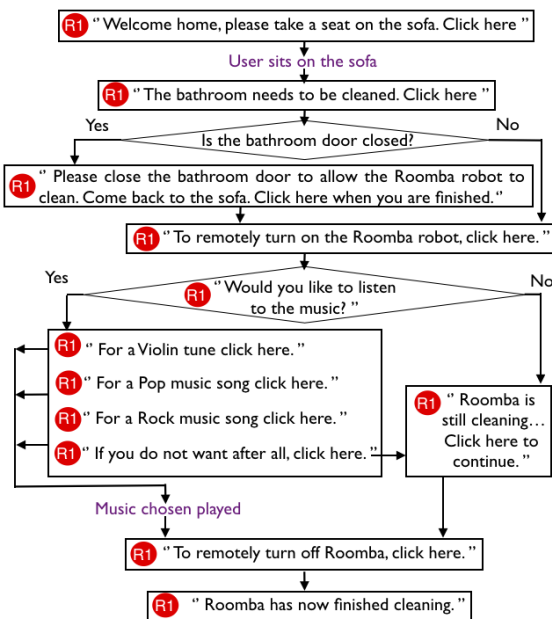 R1 “ Welcome home, please take a seat on the sofa. Click here ”
User sits on the sofa
R1 “ The bathroom needs to be cleaned. Click here ”
Yes
No
Is the bathroom door closed?
R1 “ Please close the bathroom door to allow the Roomba robot to
clean. Come back to the sofa. Click here when you are finished.“
R1 “ To remotely turn on the Roomba robot, click here. ”
Yes
No
R1 “ Would you like to listen
to the music? ”
R1 “ For a Violin tune click here. ”
R1 “ For a Pop music song click here. ”
R1 “ For a Rock music song click here. ”
R1 “ If you do not want after all, click here. ”
R1 “ Roomba is
still cleaning…
Click here to
continue. ”
Music chosen played
R1 “ To remotely turn off Roomba, click here. ”
R1 “ Roomba has now finished cleaning. ”